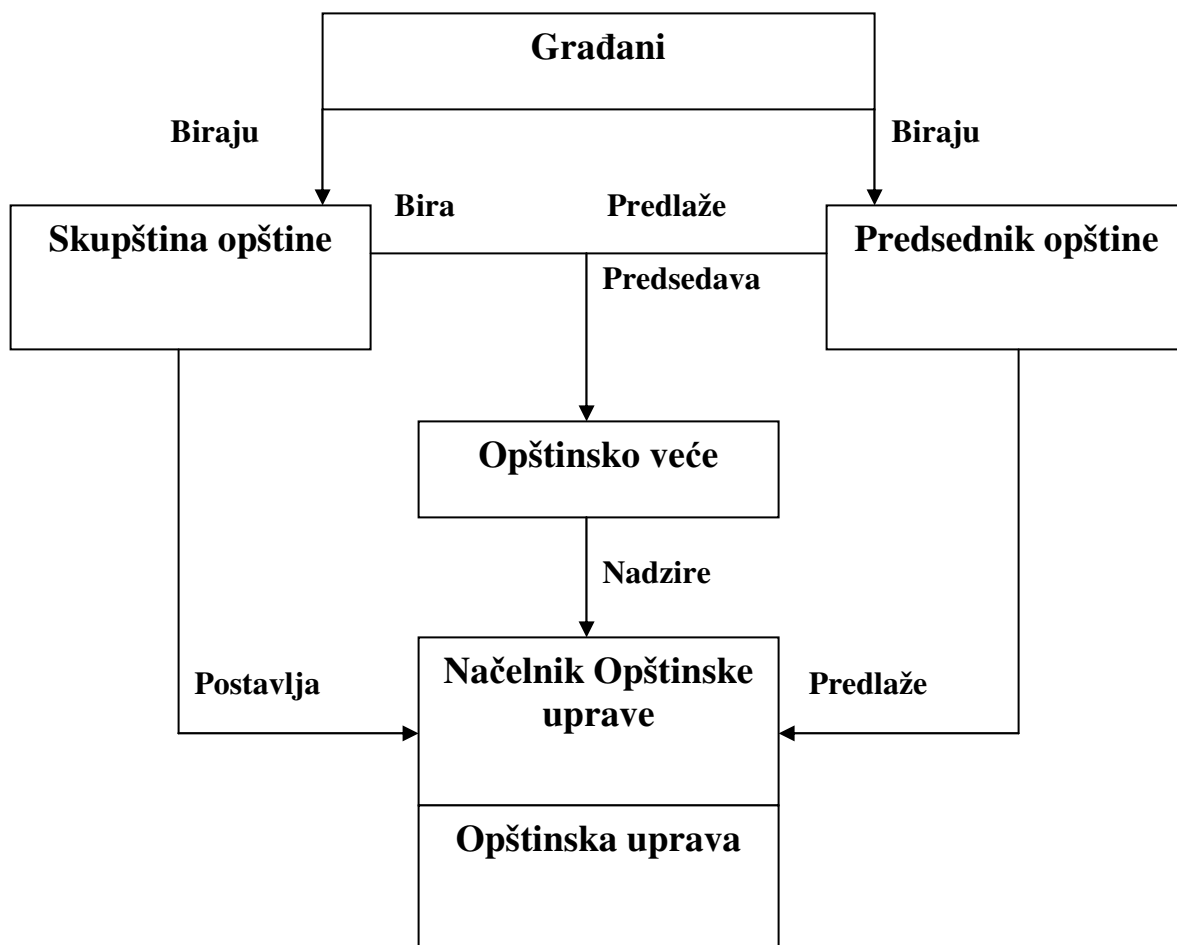 Građani
Biraju
Biraju
Bira
Predlaže
Skupština opštine
Predsednik opštine
Predsedava
Opštinsko veće
Nadzire
Načelnik Opštinske
uprave
Postavlja
Predlaže
Opštinska uprava